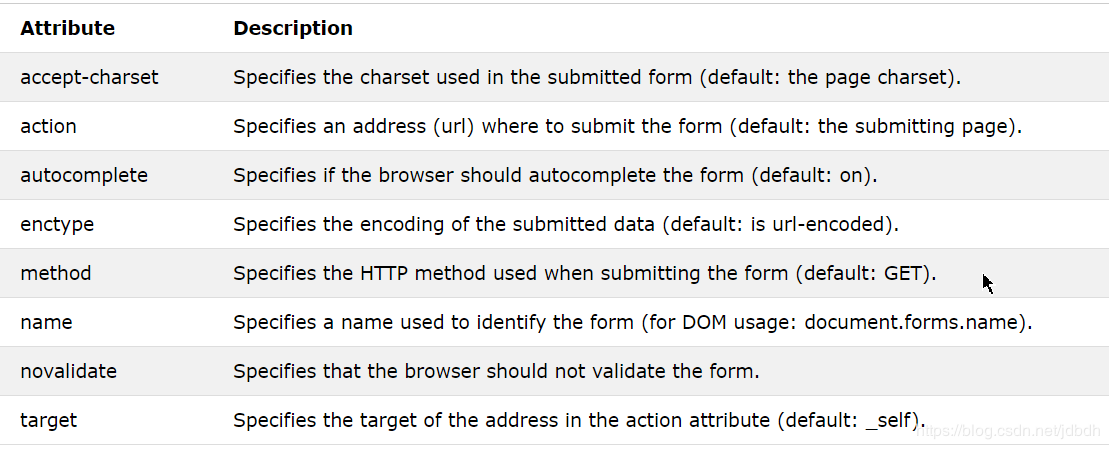 Attribute Description
accept-charset Specifies the charset used in the submitted form (default: the page charset).
action Specifies an address (url) where to submit the form (default: the submitting page).
autocomplete Specifies if the browser should autocomplete the form (default: on).
enctype Specifies the encoding of the submitted data (default: is url-encoded).
method Specifies the HTTP method used when submitting the form (default: GET).
name Specifies a name used to identify the form (for DOM usage: document.forms.name).
novalidate Specifies that the browser should not validate the form.
target Specifies the target of the address in the action attribute (default: _self).
https://blog.csdn.net/jdbdh